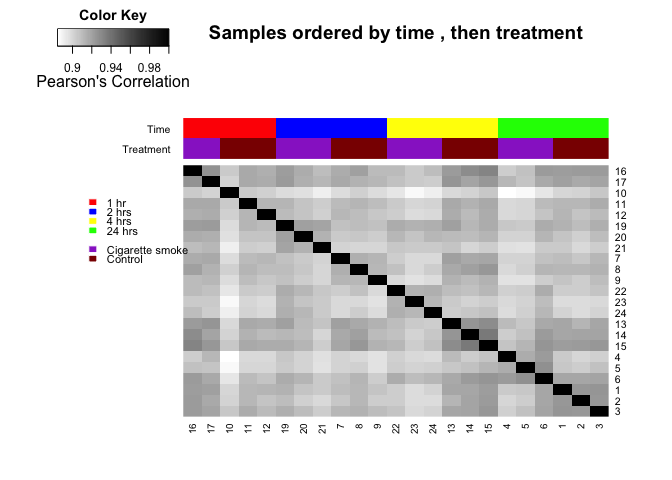 Color Key
Samples ordered by time , then treatment
0.9 0.94 0.98
Pearson's Correlation
Time
Treatment
1 hr
2 hrs
4 hrs
24 hrs
Cigarette smoke
Control
16
17
10
11
12
19
20
21
7
8
9
22
23
24
13
14
15
4
5
6
1
2
3
16 17 10 11 12 19 20 21 7 8 9 22 23 24 13 14 15 4 5 6 1 2 3